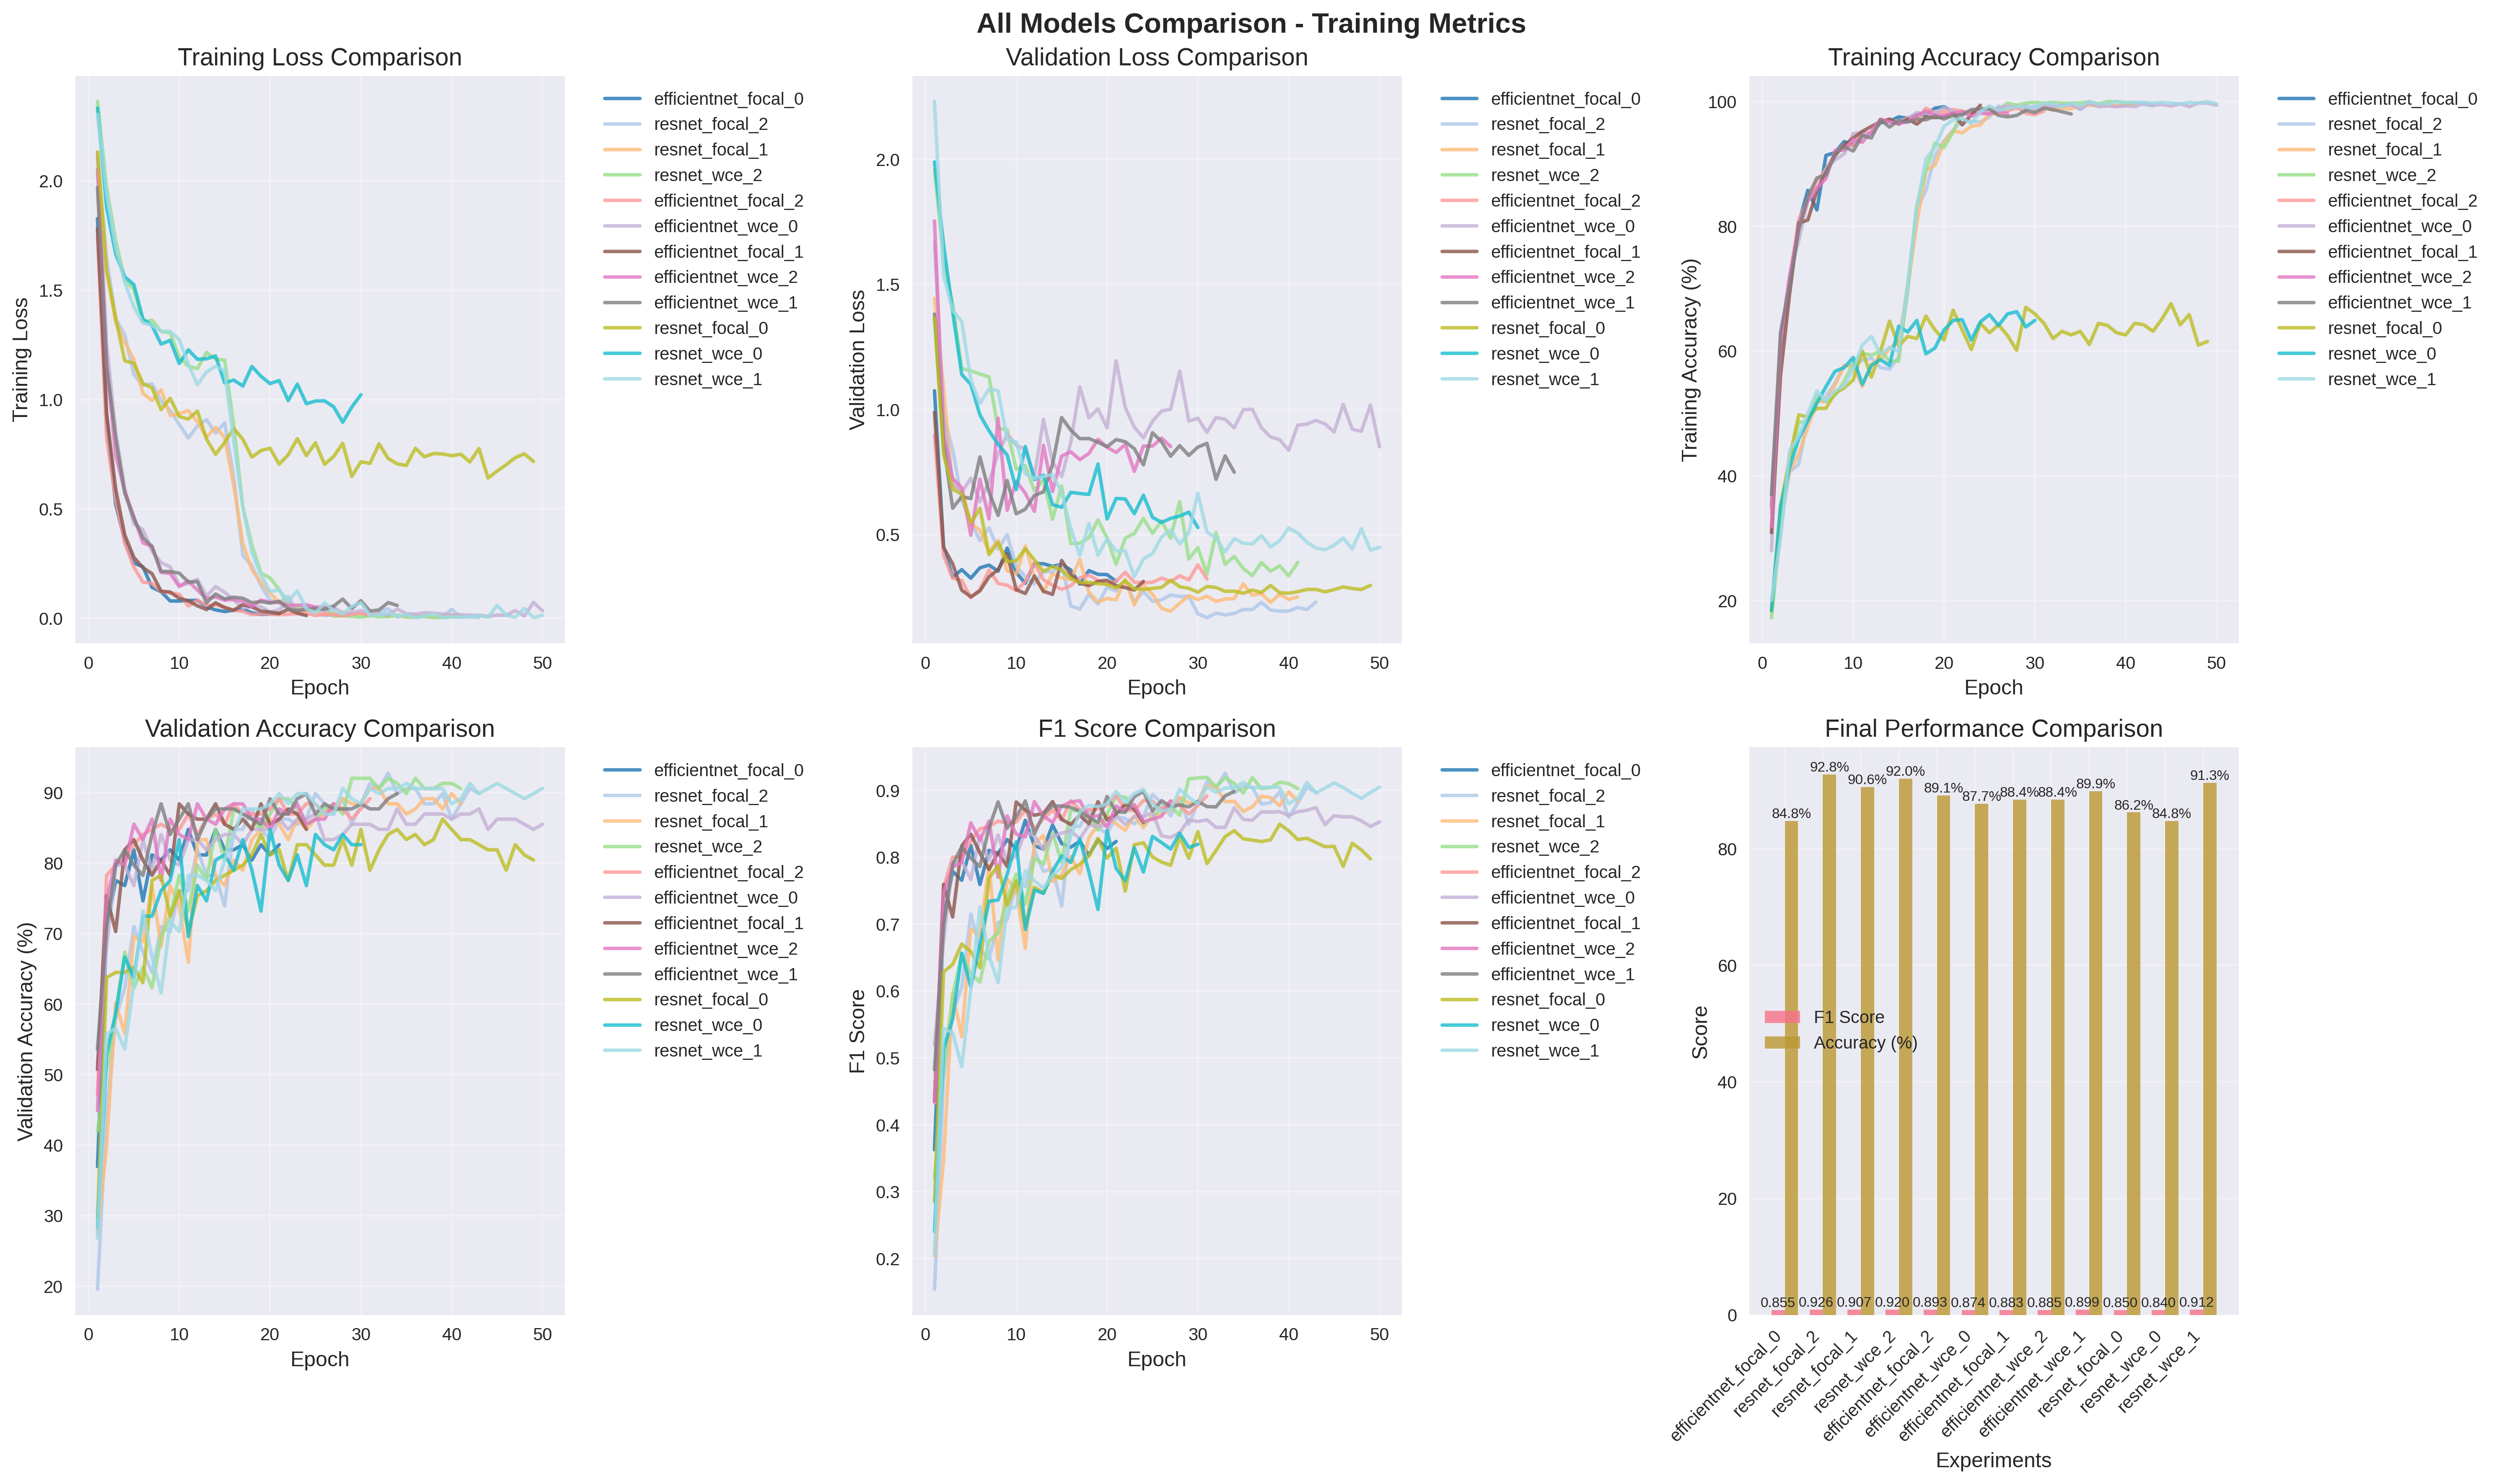 All Models Comparison - Training Metrics
Training Loss Comparison
Training Loss
2.0
1.5
1.0
0.5
0.0
0 10 20 30 40 50
Epoch
efficientnet_focal_0
resnet_focal_2
resnet_focal_1
resnet_wce_2
efficientnet_focal_2
efficientnet_wce_0
efficientnet_focal_1
efficientnet_wce_2
efficientnet_wce_1
resnet_focal_0
resnet_wce_0
resnet_wce_1
Validation Loss Comparison
Validation Loss
2.0
1.5
1.0
0.5
0 10 20 30 40 50
Epoch
efficientnet_focal_0
resnet_focal_2
resnet_focal_1
resnet_wce_2
efficientnet_focal_2
efficientnet_wce_0
efficientnet_focal_1
efficientnet_wce_2
efficientnet_wce_1
resnet_focal_0
resnet_wce_0
resnet_wce_1
Training Accuracy Comparison
Training Accuracy (%)
100
80
60
40
20
0 10 20 30 40 50
Epoch
efficientnet_focal_0
resnet_focal_2
resnet_focal_1
resnet_wce_2
efficientnet_focal_2
efficientnet_wce_0
efficientnet_focal_1
efficientnet_wce_2
efficientnet_wce_1
resnet_focal_0
resnet_wce_0
resnet_wce_1
Validation Accuracy Comparison
Validation Accuracy (%)
90
80
70
60
50
40
30
20
0 10 20 30 40 50
Epoch
efficientnet_focal_0
resnet_focal_2
resnet_focal_1
resnet_wce_2
efficientnet_focal_2
efficientnet_wce_0
efficientnet_focal_1
efficientnet_wce_2
efficientnet_wce_1
resnet_focal_0
resnet_wce_0
resnet_wce_1
F1 Score Comparison
F1 Score
0.9
0.8
0.7
0.6
0.5
0.4
0.3
0.2
0 10 20 30 40 50
Epoch
efficientnet_focal_0
resnet_focal_2
resnet_focal_1
resnet_wce_2
efficientnet_focal_2
efficientnet_wce_0
efficientnet_focal_1
efficientnet_wce_2
efficientnet_wce_1
resnet_focal_0
resnet_wce_0
resnet_wce_1
Final Performance Comparison
Score
80
60
40
20
0
84.8% 92.8% 90.6% 92.0% 89.1% 87.7% 88.4% 88.4% 89.9% 86.2% 84.8% 91.3%
F1 Score
Accuracy (%)
0.855 0.926 0.907 0.920 0.893 0.874 0.883 0.885 0.899 0.850 0.840 0.912
efficientnet_focal_0
resnet_focal_2
resnet_focal_1
resnet_wce_2
efficientnet_focal_2
efficientnet_wce_0
efficientnet_focal_1
efficientnet_wce_2
efficientnet_wce_1
resnet_focal_0
resnet_wce_0
resnet_wce_1
Experiments